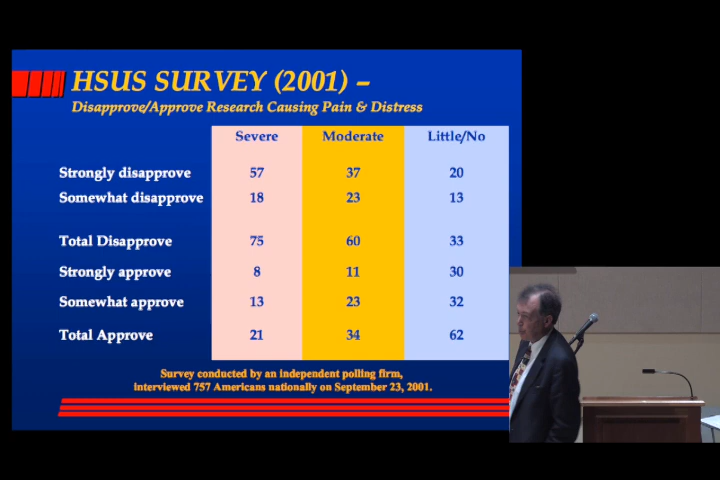 HSUS SURVEY (2001) –
Disapprove/Approve Research Causing Pain & Distress
Severe Moderate Little/No
Strongly disapprove 57 37 20
Somewhat disapprove 18 23 13
Total Disapprove 75 60 33
Strongly approve 8 11 30
Somewhat approve 13 23 32
Total Approve 21 34 62
Survey conducted by an independent polling firm,
interviewed 757 Americans nationally on September 23, 2001.